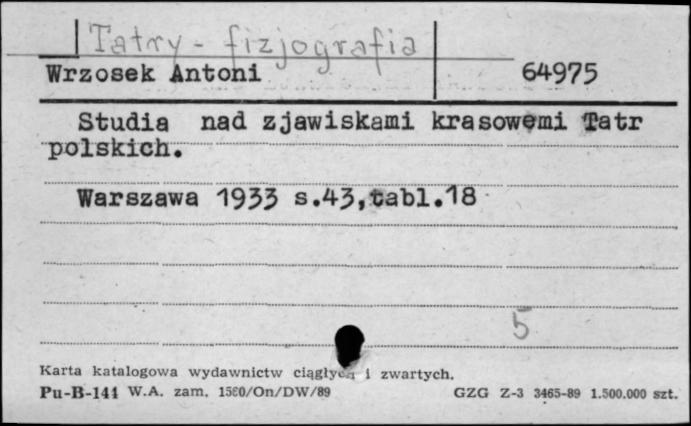 Tatry - fizjografia
Wrzosek Antoni 64975
Studia nad zjawiskami krasowemi Tatr
polskich.
Warszawa 1933 s.43,tabl.18
5
Karta katalogowa wydawnictw ciągłych i zwartych.
Pu-B-141 W.A. zam. 1560/On/DW/89 GZG Z-3 3465-89 1.500.000 szt.